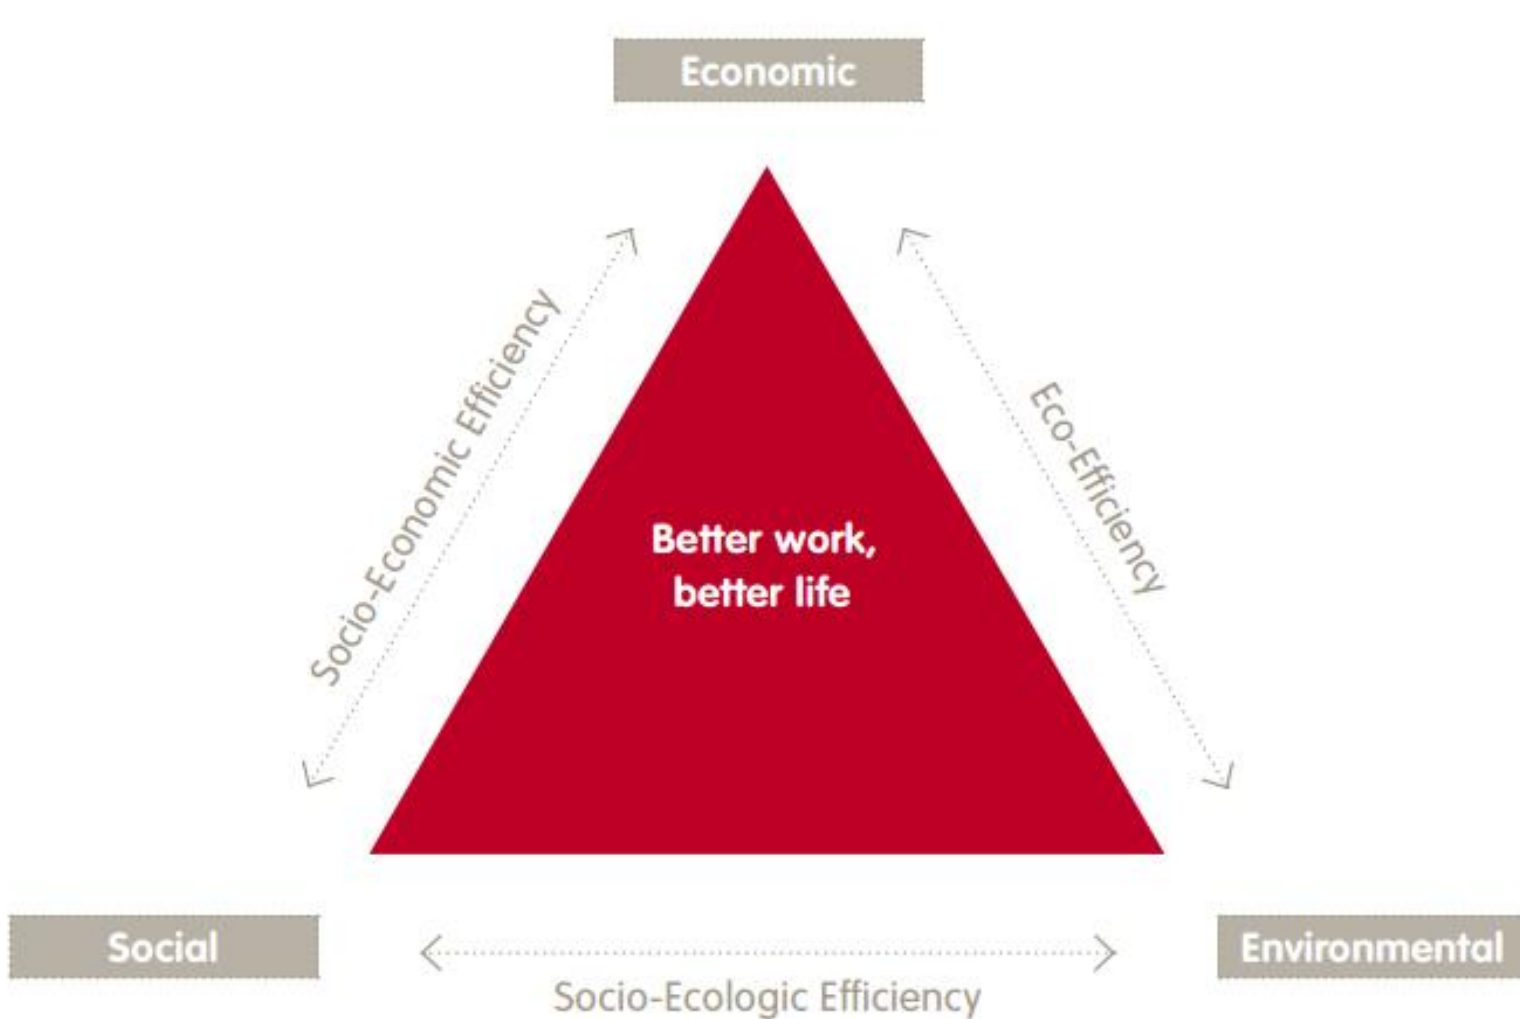 Economic
Socio-Economic Efficiency
Eco-Efficiency
Better work,
better life
Social
Environmental
Socio-Ecologic Efficiency